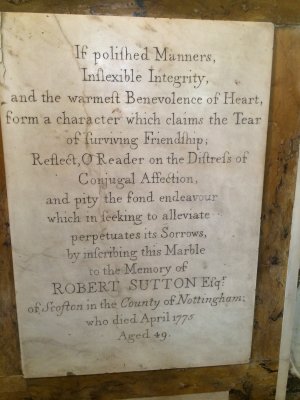 If poliſhed Manners,
Inflexible Integrity,
and the warmeſt Benevolence of Heart,
form a character which claims the Tear
of ſurviving Friendſhip;
Reflect, O Reader on the Diſtreſs of
Conjugal Affection,
and pity the fond endeavour
which in ſeeking to alleviate
perpetuates its Sorrows,
by inſcribing this Marble
to the Memory of
ROBERT SUTTON Eſqr.
of Scofton in the County of Nottingham;
who died April 1775
Aged 49.